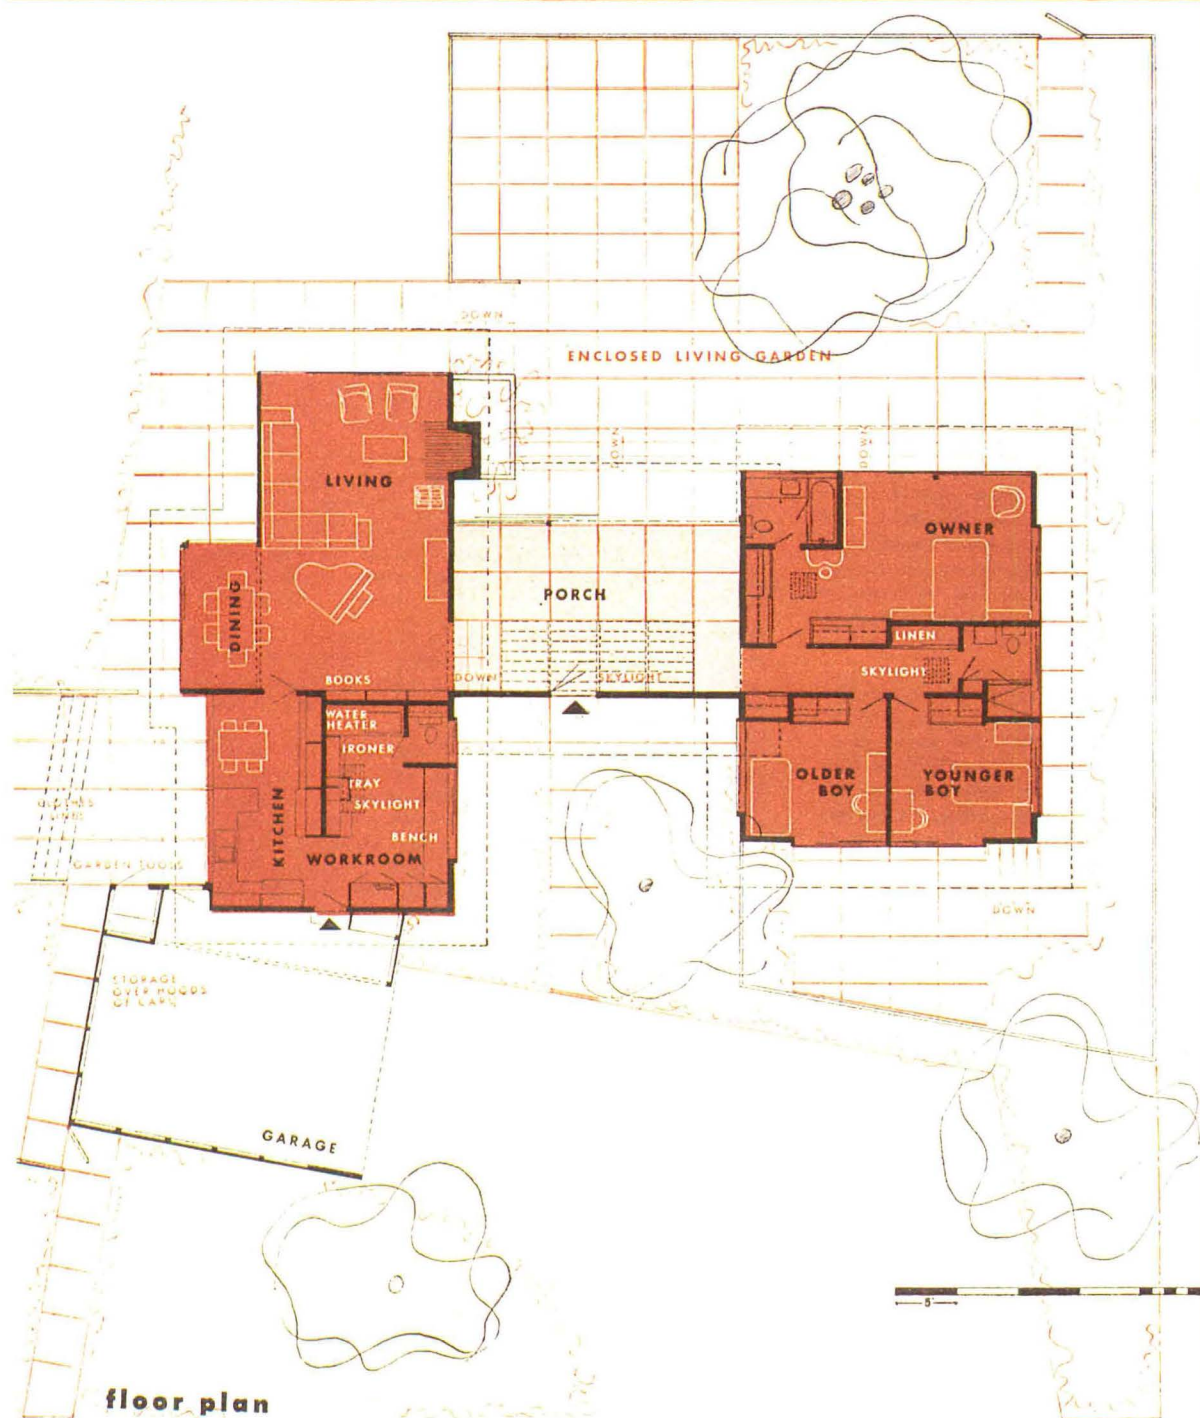 DOWN
ENCLOSED LIVING GARDEN
DOWN
DOWN
LIVING
OWNER
PORCH
DINING
LINEN
BOOKS
DOWN
SKYLIGHT
SKYLIGHT
WATER
HEATER
IRONER
TRAY
SKYLIGHT
OLDER
BOY
YOUNGER
BOY
KITCHEN
CLOTHES
LINES
BENCH
WORKROOM
GARDEN TOOLS
DOWN
STORAGE
OVER HOODS
OF CARS
GARAGE
5'
floor plan